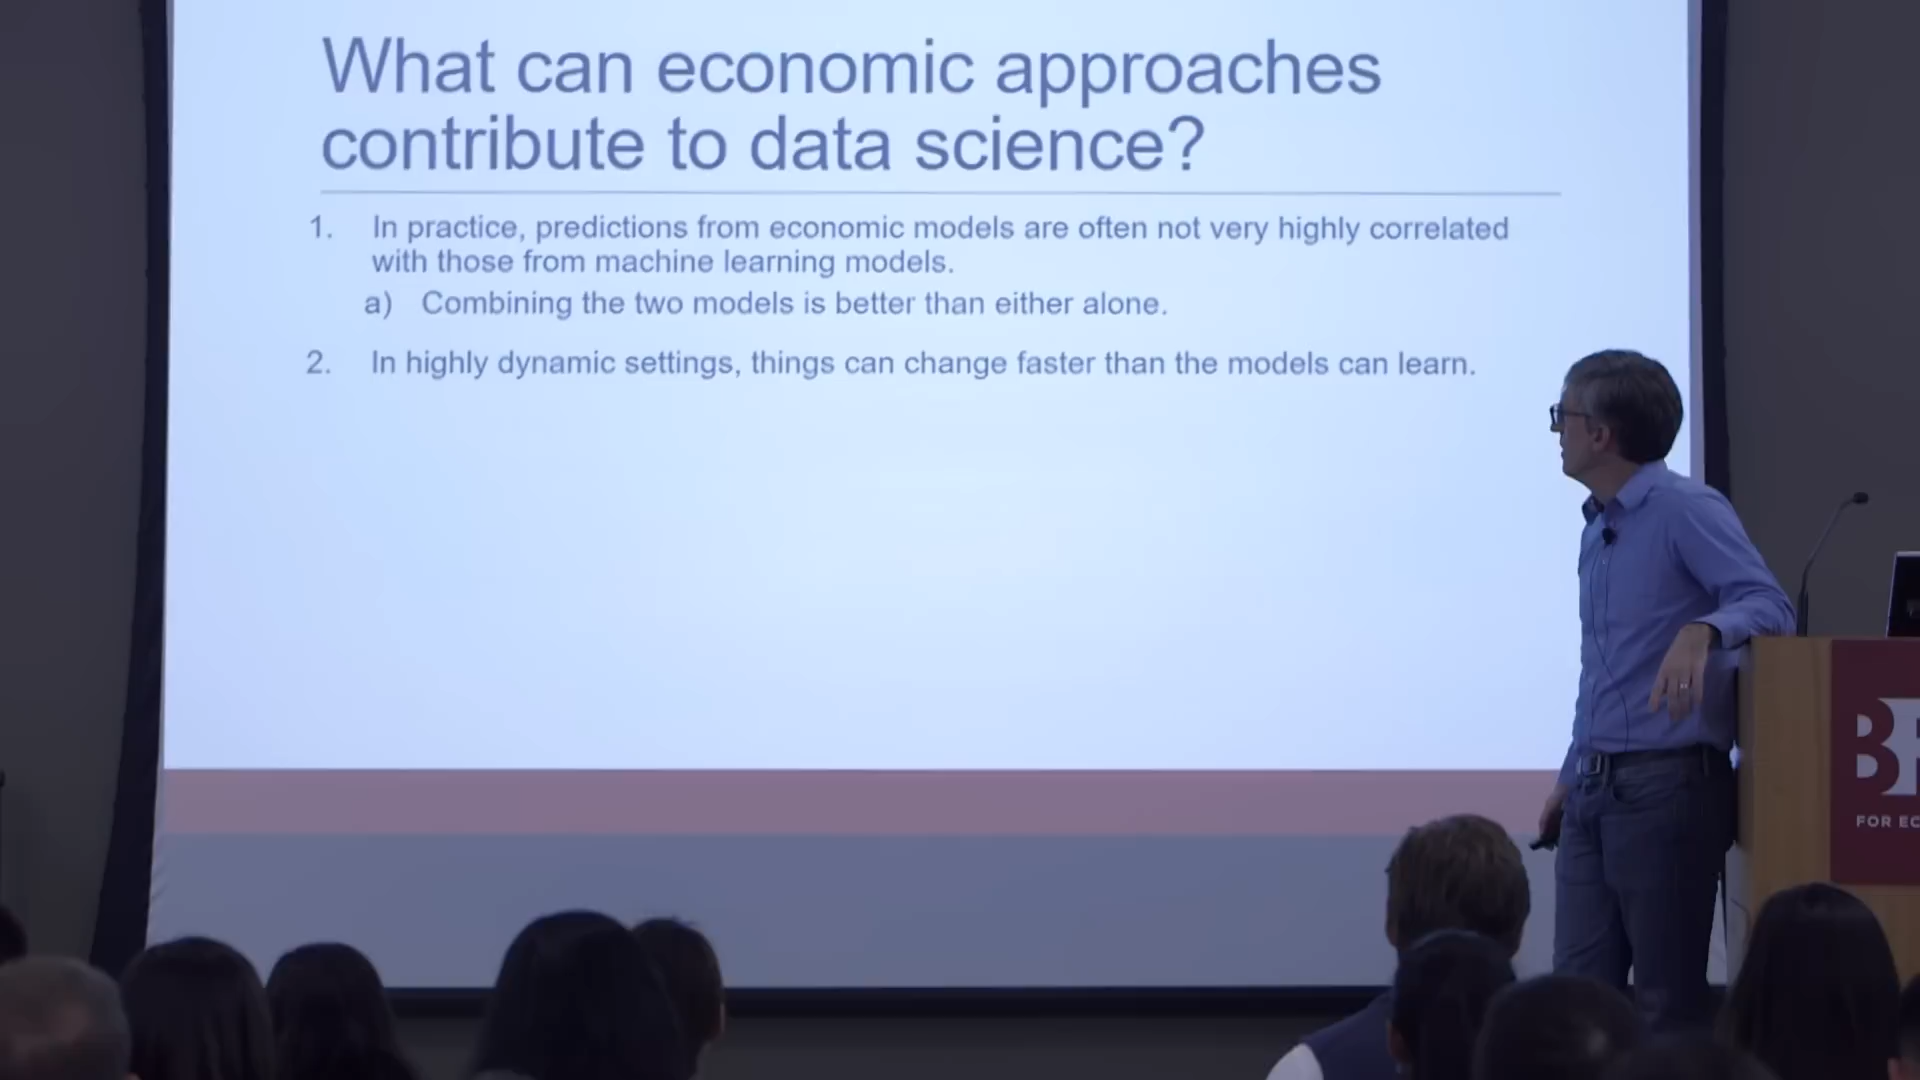 What can economic approaches
contribute to data science?
1. In practice, predictions from economic models are often not very highly correlated
with those from machine learning models.
a) Combining the two models is better than either alone.
2. In highly dynamic settings, things can change faster than the models can learn.
FOR EC